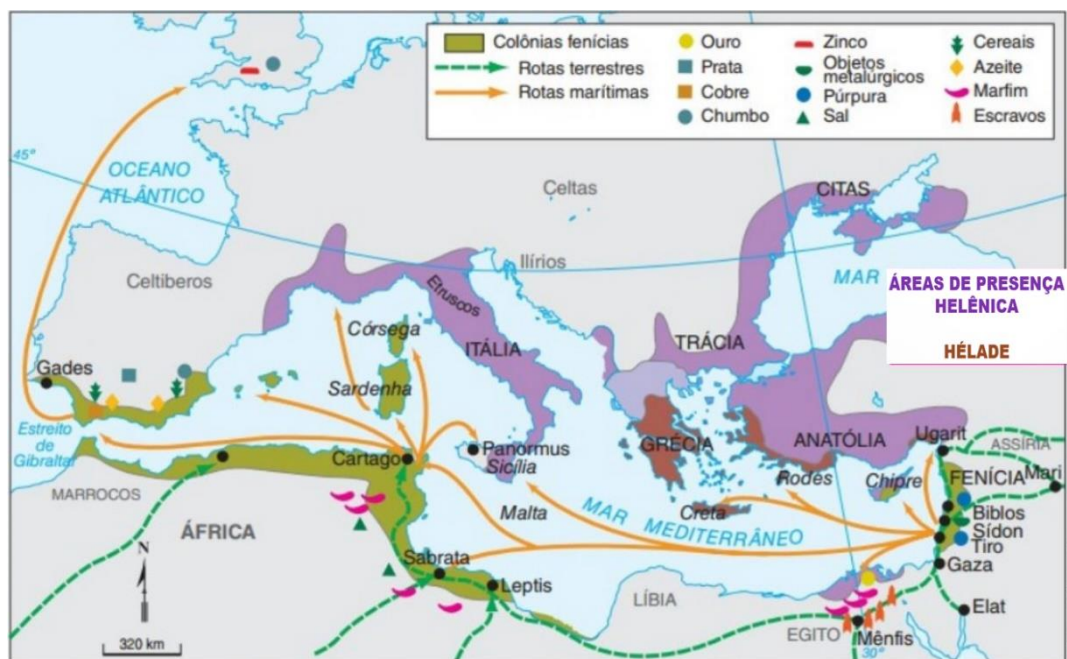 Colônias fenícias
Rotas terrestres
Rotas marítimas
Ouro
Prata
Cobre
Chumbo
Zinco
Objetos
metalúrgicos
Púrpura
Sal
Cereais
Azeite
Marfim
Escravos
45°
OCEANO
ATLÂNTICO
Celtas
CITAS
Celtiberos
Ilírios
MAR
ÁREAS DE PRESENÇA
HELÊNICA
HÉLADE
Etruscos
Córsega
ITÁLIA
TRÁCIA
Gades
Sardenha
Estreito
de
Gibraltar
Cartago
Panormus
Sicília
GRÉCIA
ANATÓLIA
Ugarit
ASSÍRIA
Rodes
Chipre
FENÍCIA
Mari
MARROCOS
Malta
Creta
MAR MEDITERRÂNEO
Biblos
Sídon
Tiro
ÁFRICA
N
Sabrata
Leptis
Gaza
LÍBIA
Elat
EGITO
Mênfis
320 km
30°